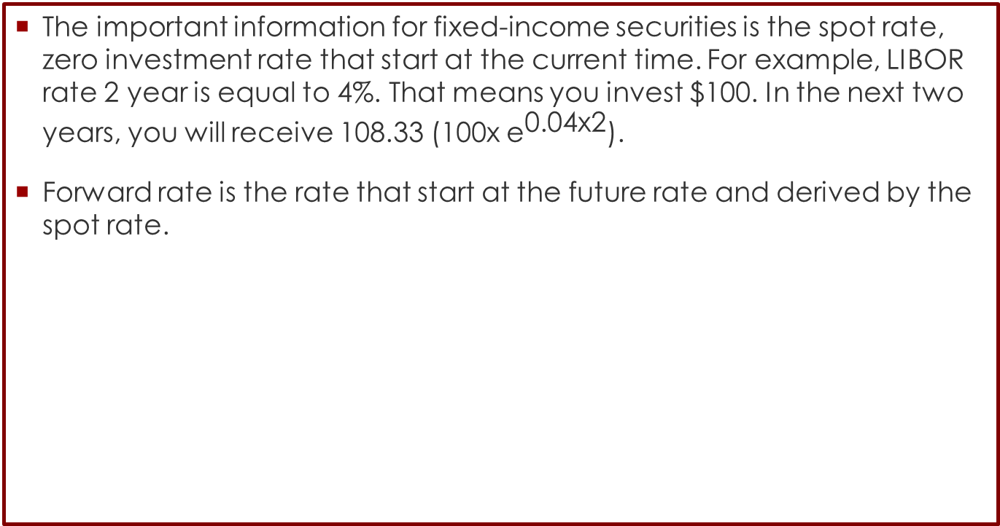 ▪ The important information for fixed-income securities is the spot rate,
zero investment rate that start at the current time. For example, LIBOR
rate 2 year is equal to 4%. That means you invest $100. In the next two
years, you will receive 108.33 (100x e^0.04x2).
▪ Forward rate is the rate that start at the future rate and derived by the
spot rate.